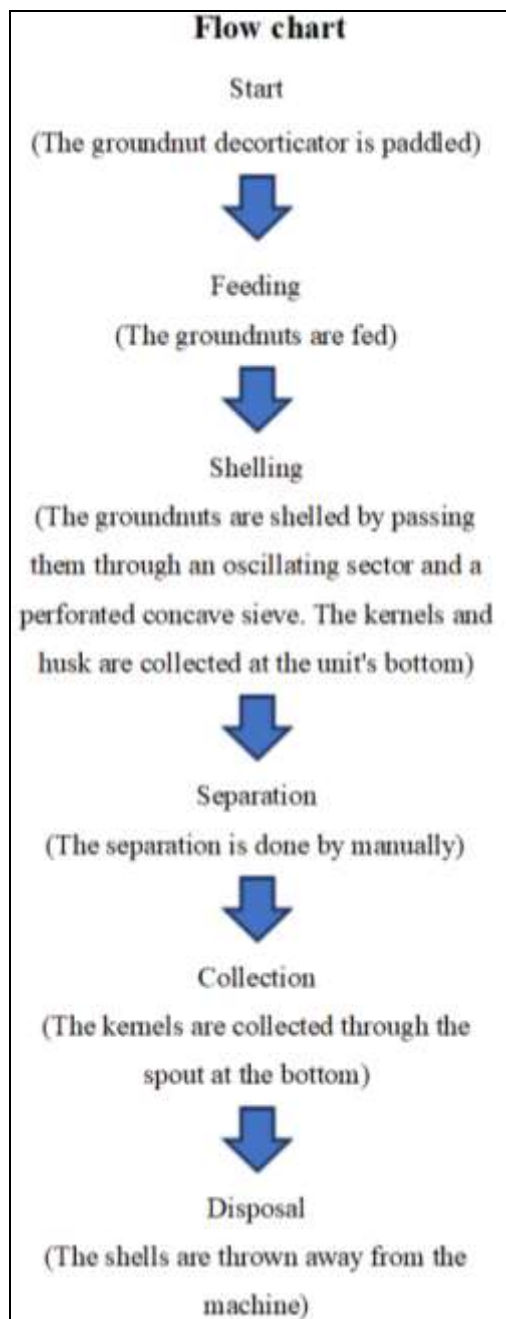 Flow chart
Start
(The groundnut decorticator is paddled)
Feeding
(The groundnuts are fed)
Shelling
(The groundnuts are shelled by passing
them through an oscillating sector and a
perforated concave sieve. The kernels and
husk are collected at the unit's bottom)
Separation
(The separation is done by manually)
Collection
(The kernels are collected through the
spout at the bottom)
Disposal
(The shells are thrown away from the
machine)